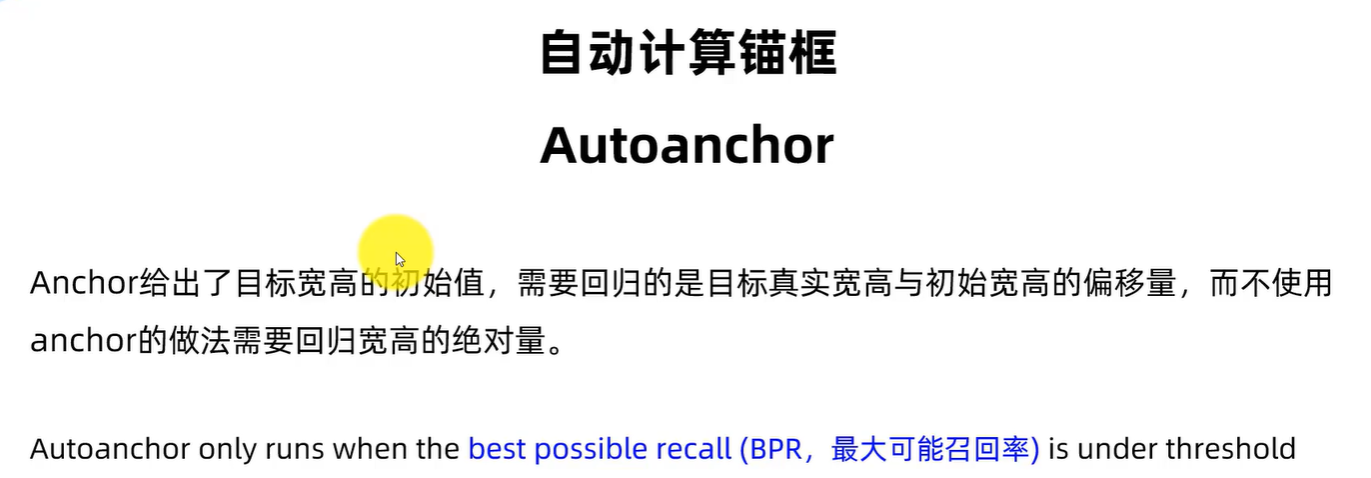 自动计算锚框
Autoanchor
Anchor给出了目标宽高的初始值，需要回归的是目标真实宽高与初始宽高的偏移量，而不使用
anchor的做法需要回归宽高的绝对量。
Autoanchor only runs when the best possible recall (BPR，最大可能召回率) is under threshold